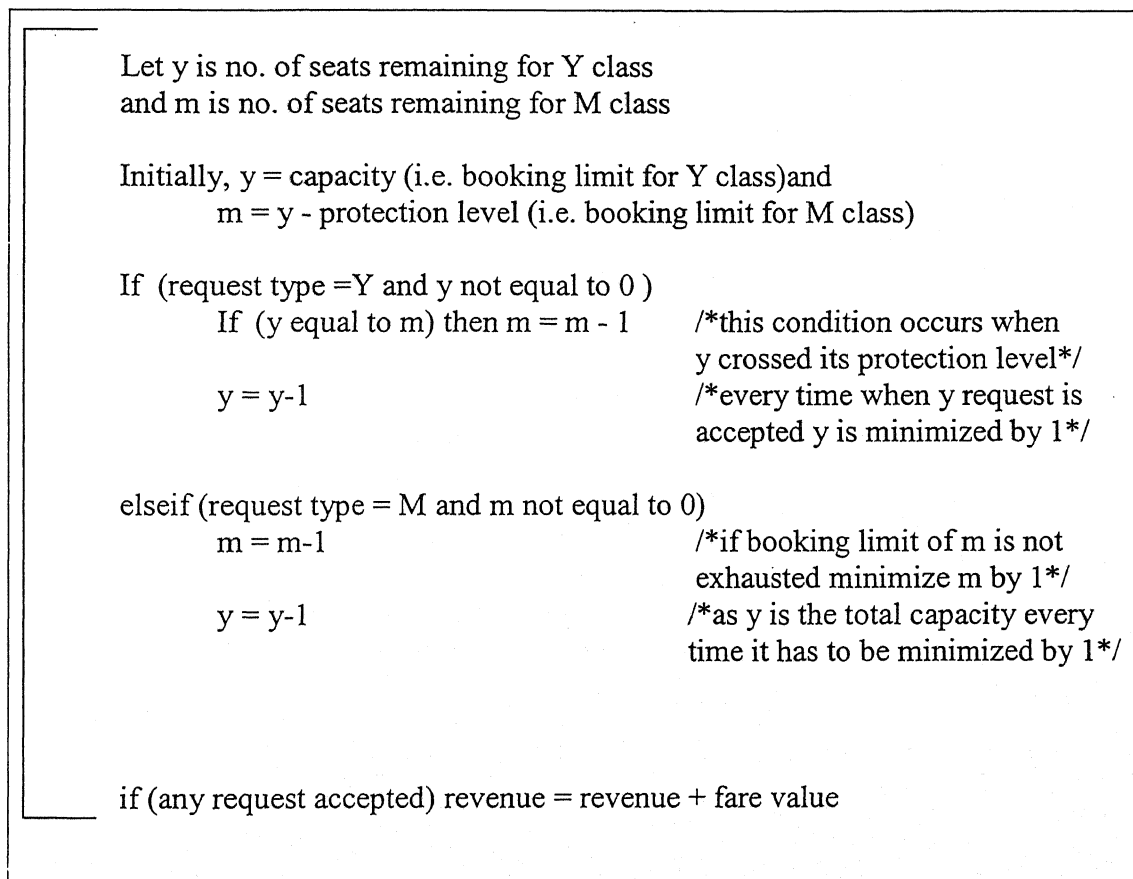 Let y is no. of seats remaining for Y class
and m is no. of seats remaining for M class
Initially, y = capacity (i.e. booking limit for Y class)and
m = y - protection level (i.e. booking limit for M class)
If (request type =Y and y not equal to 0 )
If (y equal to m) then m = m - 1 /*this condition occurs when
y crossed its protection level*/
y = y-1 /*every time when y request is
accepted y is minimized by 1*/
elseif (request type = M and m not equal to 0)
m = m-1 /*if booking limit of m is not
exhausted minimize m by 1*/
y = y-1 /*as y is the total capacity every
time it has to be minimized by 1*/
if (any request accepted) revenue = revenue + fare value